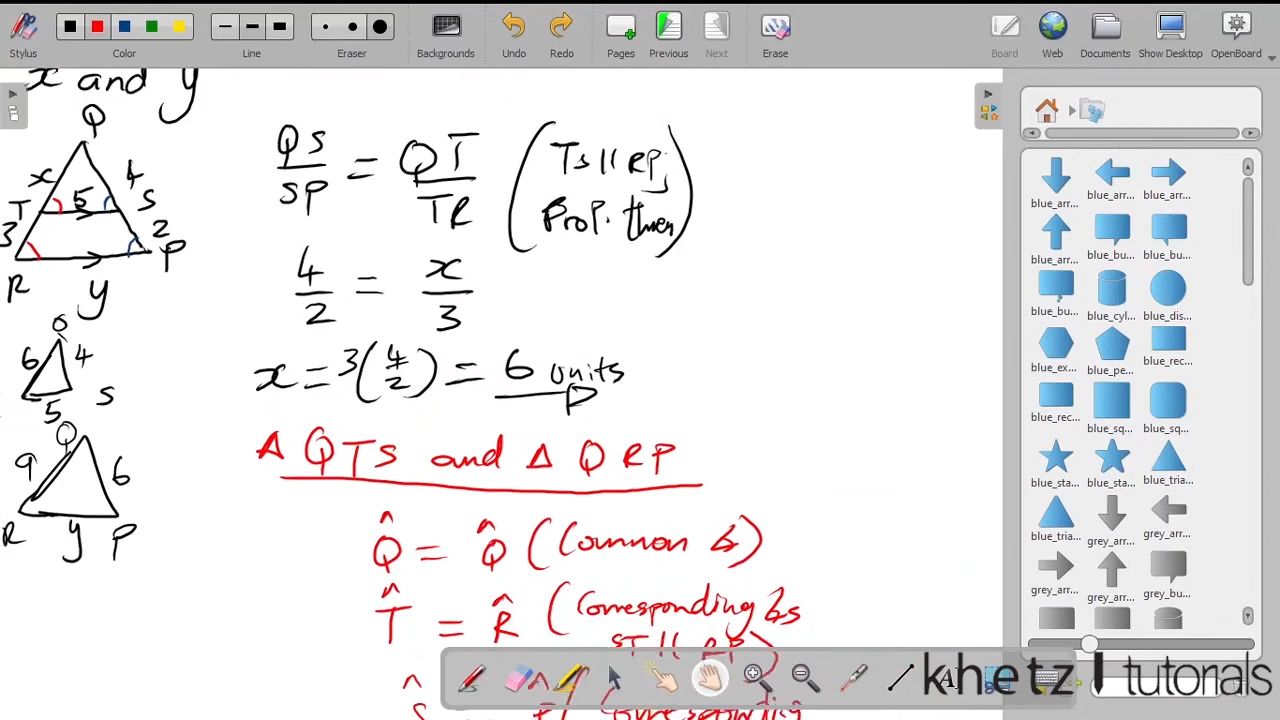 Stylus Color Line Eraser Backgrounds Undo Redo Pages Previous Next Erase Board Web Documents Show Desktop OpenBoard
x and y
Q
x 4
T 5 S
3 2
R P
y
QS/SP = QT/TR (TS || RP, Prop. thm)
4/2 = x/3
x = 3(4/2) = 6 units
Q
6 4
5 S
Q
9 6
R y P
Δ QTS and Δ QRP
Q̂ = Q̂ (Common
T̂ = R̂ (Corresponding ∠s
ST || RP)
(Corresponding
blue_arr... blue_arr... blue_arr...
blue_arr... blue_bu... blue_bu...
blue_bu... blue_cyl... blue_dis...
blue_ex... blue_pe... blue_rec...
blue_rec... blue_sq... blue_sq...
blue_sta... blue_sta... blue_tria...
blue_tria... grey_arr... grey_arr...
grey_arr... grey_arr... grey_bu...
khetz tutorials